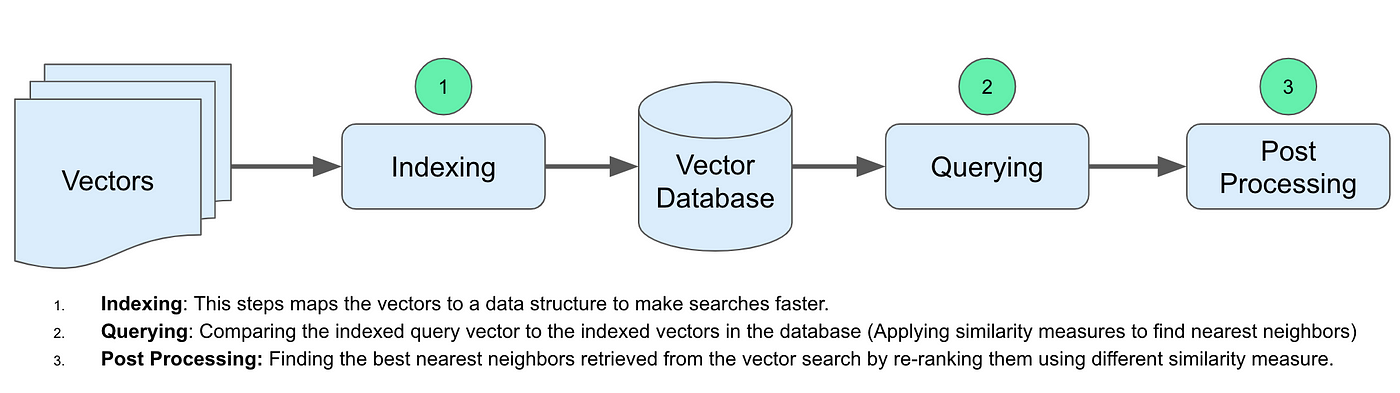 1
2
3
Vectors
Indexing
Vector
Database
Querying
Post
Processing
1. Indexing: This steps maps the vectors to a data structure to make searches faster.
2. Querying: Comparing the indexed query vector to the indexed vectors in the database (Applying similarity measures to find nearest neighbors)
3. Post Processing: Finding the best nearest neighbors retrieved from the vector search by re-ranking them using different similarity measure.